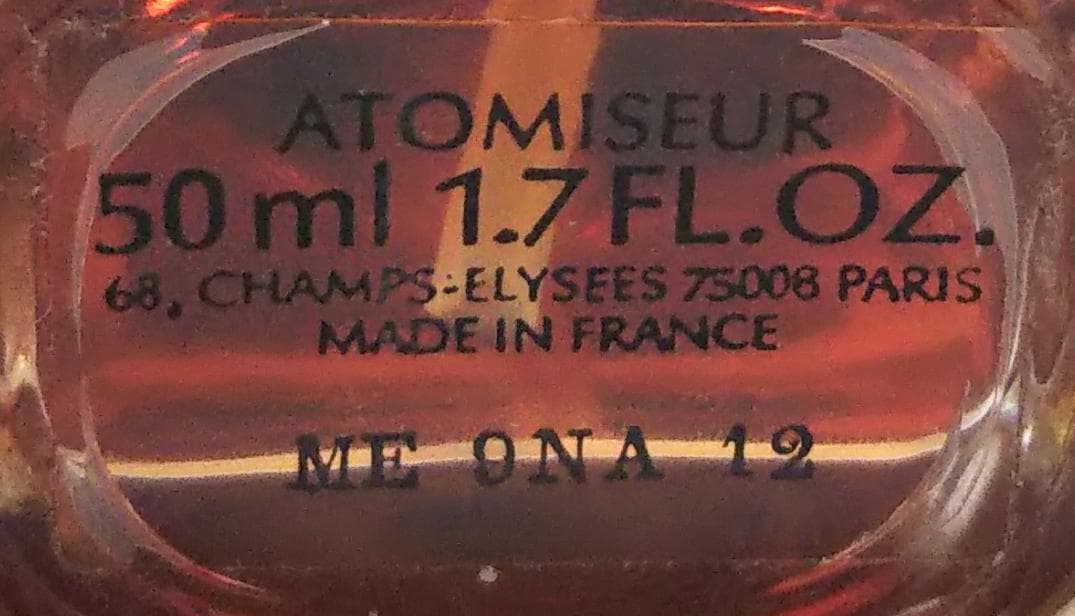 ATOMISEUR
50 ml 1.7 FL.OZ.
68, CHAMPS-ELYSEES 75008 PARIS
MADE IN FRANCE
ME 9NA 12